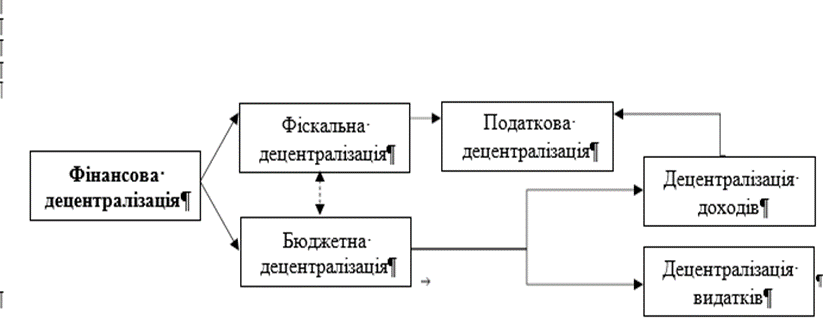 Фіскальна
децентралізація
Податкова
децентралізація
Фінансова
децентралізація
Децентралізація
доходів
Бюджетна
децентралізація
Децентралізація
видатків